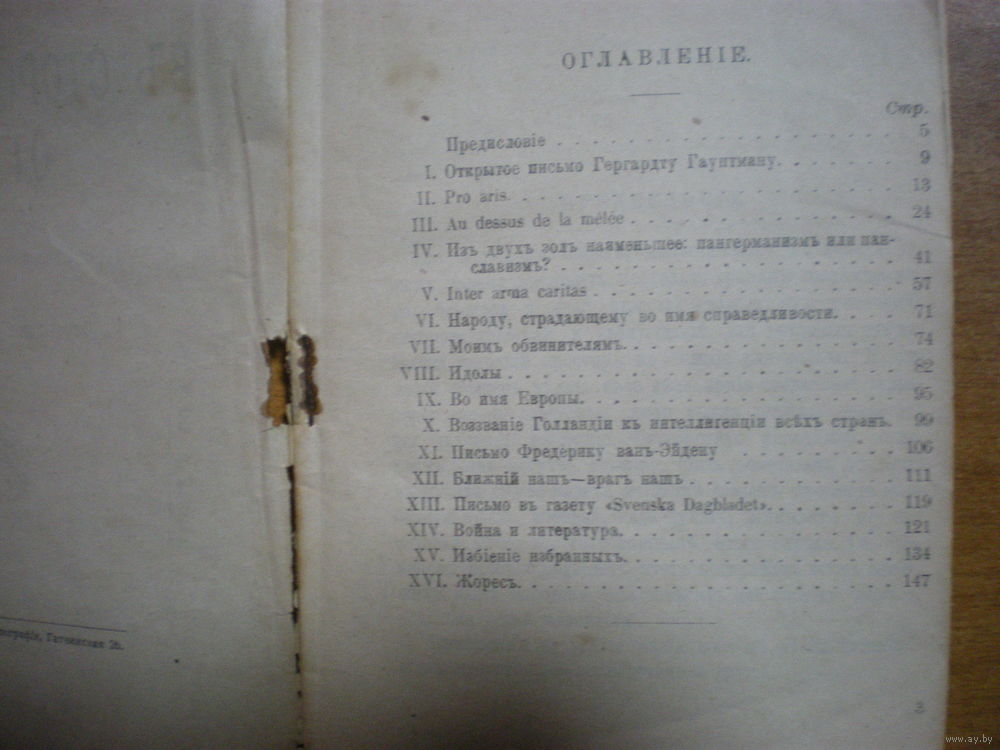 ОГЛАВЛЕНІЕ.
Стр.
Предисловіе . . . . . . . . . . . . . . . . 5
I. Открытое письмо Гергардту Гауптману. . . . . . . 9
II. Pro aris. . . . . . . . . . . . . . . . . . 13
III. Au dessus de la mêlée . . . . . . . . . . . . . 24
IV. Изъ двухъ золъ наименьшее: пангерманизмъ или пан-
славизмъ? . . . . . . . . . . . . . . . . 41
V. Inter arma caritas . . . . . . . . . . . . . . 57
VI. Народу, страдающему во имя справедливости. . . . 71
VII. Моимъ обвинителямъ. . . . . . . . . . . . . . 74
VIII. Идолы . . . . . . . . . . . . . . . . . . 82
IX. Во имя Европы. . . . . . . . . . . . . . . . 95
X. Воззваніе Голландіи къ интеллигенціи всѣхъ странъ. 99
XI. Письмо Фредерику ванъ-Эйдену . . . . . . . . 106
XII. Ближній нашъ—врагъ нашъ . . . . . . . . . . 111
XIII. Письмо въ газету «Svenska Dagbladet». . . . . . . 119
XIV. Война и литература. . . . . . . . . . . . . . 121
XV. Избіеніе избранныхъ. . . . . . . . . . . . . . 134
XVI. Жоресъ. . . . . . . . . . . . . . . . . . 147
3
Гатчинская 26.
www.ay.by